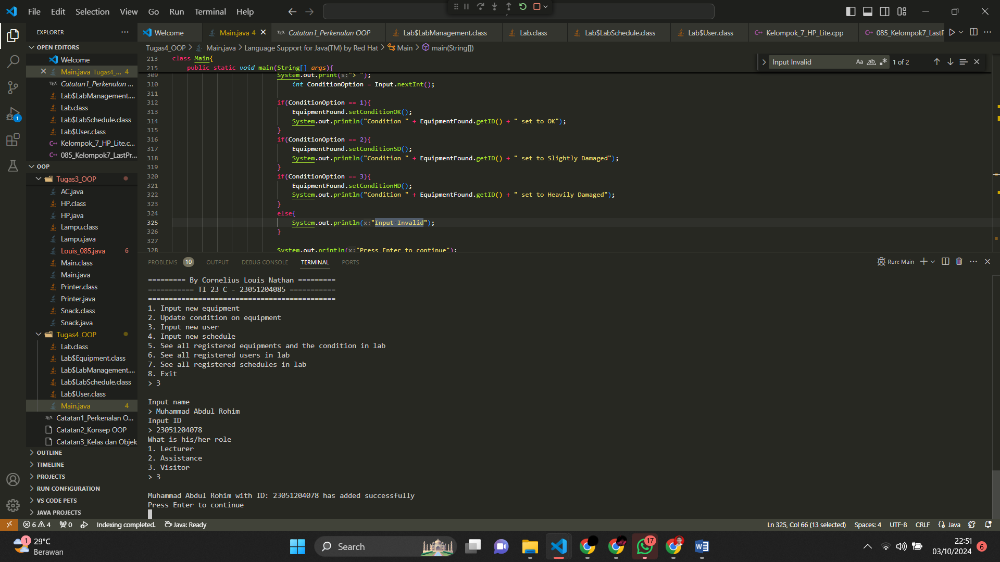 File Edit Selection View Go Run Terminal Help
EXPLORER
OPEN EDITORS
Welcome
Main.java Tugas4_... 4
Catatan1_Perkenalan ...
Lab$LabManagement....
Lab.class
Lab$LabSchedule.class
Lab$User.class
Kelompok_7_HP_Lite.c...
085_Kelompok7_LastPr...
OOP
Tugas3_OOP
AC.java
HP.class
HP.java
Lampu.class
Lampu.java
Louis_085.java 6
Main.class
Main.java
Printer.class
Printer.java
Snack.class
Snack.java
Tugas4_OOP
Lab.class
Lab$Equipment.class
Lab$LabManagement....
Lab$LabSchedule.class
Lab$User.class
Main.java 4
Catatan1_Perkenalan O...
Catatan2_Konsep OOP
Catatan3_Kelas dan Objek
OUTLINE
TIMELINE
PROJECTS
RUN CONFIGURATION
VS CODE PETS
JAVA PROJECTS
Welcome Main.java 4 Catatan1_Perkenalan OOP Lab$LabManagement.class Lab.class Lab$LabSchedule.class Lab$User.class Kelompok_7_HP_Lite.cpp 085_Kelompok7_LastP
Tugas4_OOP > Main.java > Language Support for Java(TM) by Red Hat > Main > main(String[])
Input Invalid Aa ab 1 of 2
213 class Main{
215 public static void main(String[] args){
309 System.out.print(s:"> ");
310 int ConditionOption = Input.nextInt();
311
312 if(ConditionOption == 1){
313 EquipmentFound.setConditionOK();
314 System.out.println("Condition " + EquipmentFound.getID() + " set to OK");
315 }
316 if(ConditionOption == 2){
317 EquipmentFound.setConditionSD();
318 System.out.println("Condition " + EquipmentFound.getID() + " set to Slightly Damaged");
319 }
320 if(ConditionOption == 3){
321 EquipmentFound.setConditionHD();
322 System.out.println("Condition " + EquipmentFound.getID() + " set to Heavily Damaged");
323 }
324 else{
325 System.out.println(x:"Input Invalid");
326 }
327
328 System.out.println(x:"Press Enter to continue");
PROBLEMS 10 OUTPUT DEBUG CONSOLE TERMINAL PORTS
Run: Main
========= By Cornelius Louis Nathan =========
=========== TI 23 C - 23051204085 ===========
=============================================
1. Input new equipment
2. Update condition on equipment
3. Input new user
4. Input new schedule
5. See all registered equipments and the condition in lab
6. See all registered users in lab
7. See all registered schedules in lab
8. Exit
> 3
Input name
> Muhammad Abdul Rohim
Input ID
> 23051204078
What is his/her role
1. Lecturer
2. Assistance
3. Visitor
> 3
Muhammad Abdul Rohim with ID: 23051204078 has added successfully
Press Enter to continue
6 4 0 Indexing completed. Java: Ready
Ln 325, Col 66 (13 selected) Spaces: 4 UTF-8 CRLF Java
1
29°C
Berawan
Search
17
22:51
03/10/2024
6